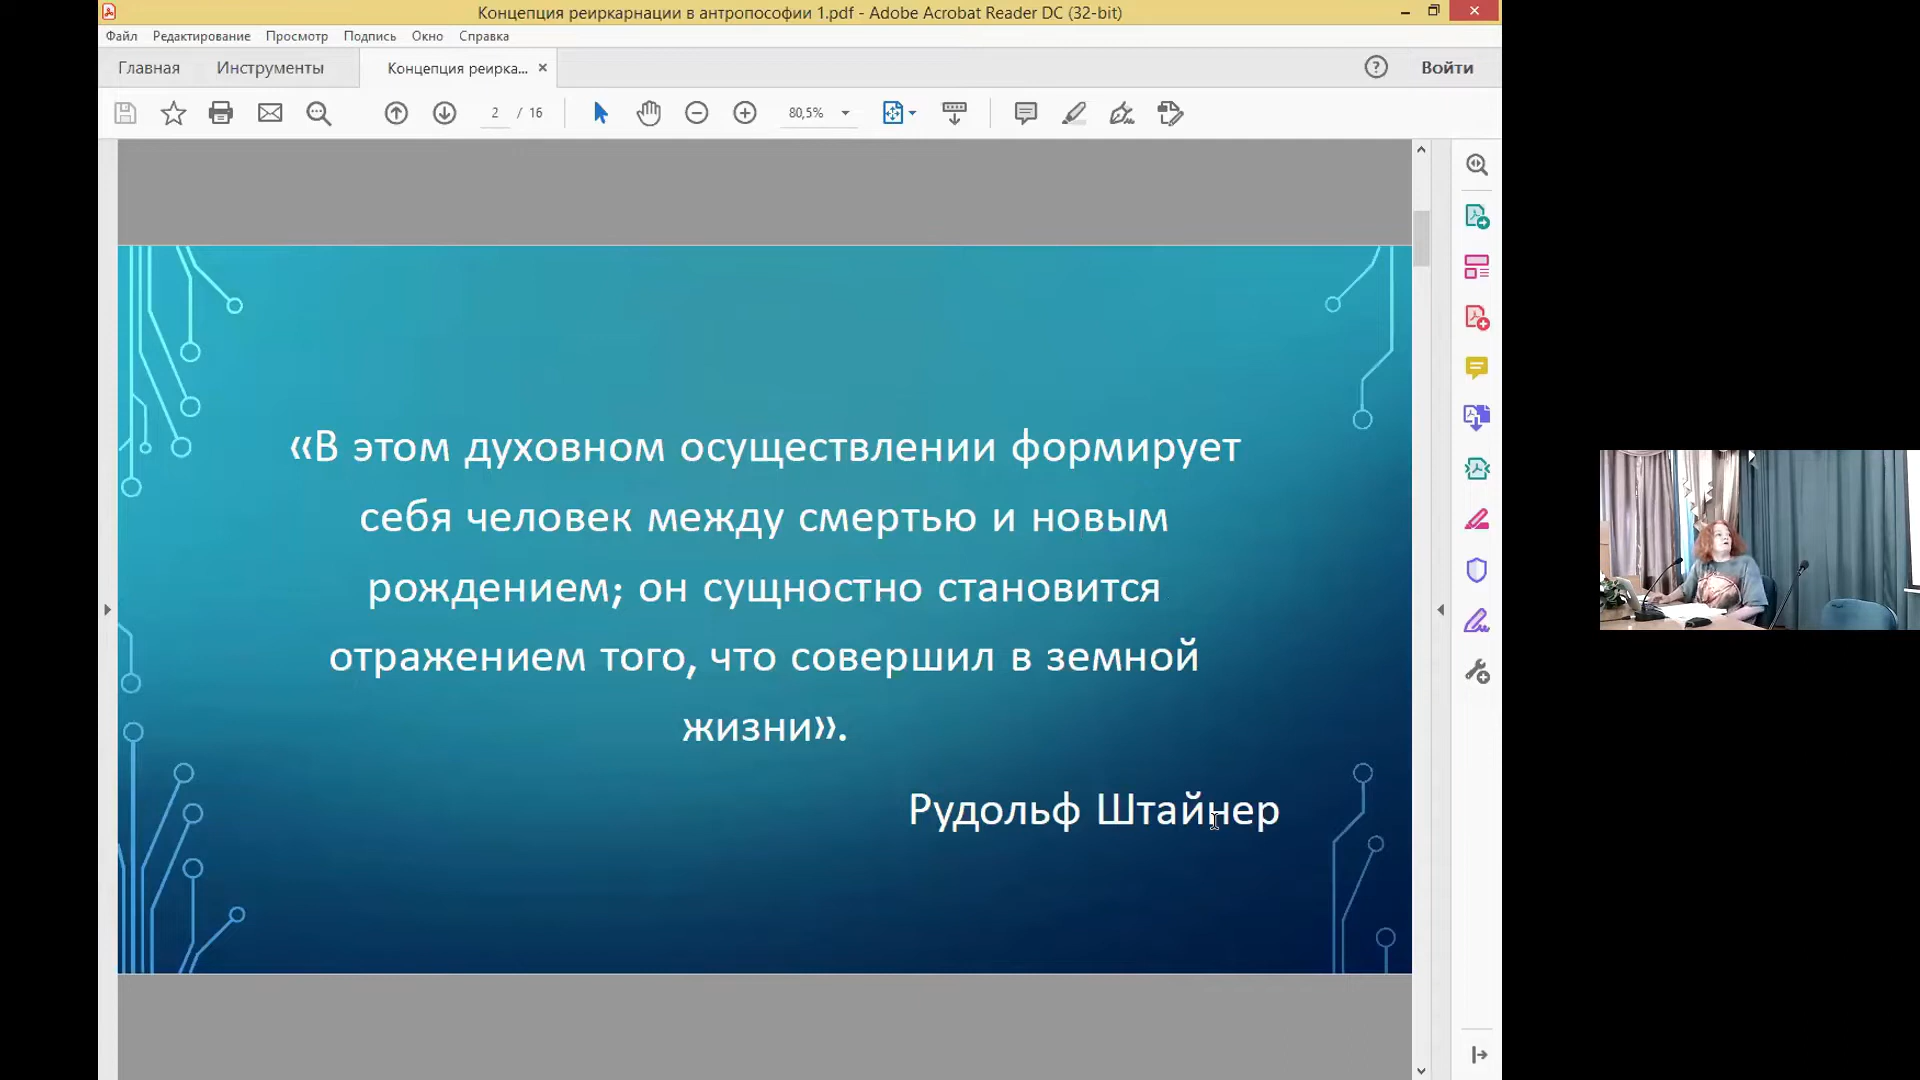 Концепция реиркарнации в антропософии 1.pdf - Adobe Acrobat Reader DC (32-bit)
Файл Редактирование Просмотр Подпись Окно Справка
Главная Инструменты Концепция реирка... Войти
2 / 16 80,5%
«В этом духовном осуществлении формирует
себя человек между смертью и новым
рождением; он сущностно становится
отражением того, что совершил в земной
жизни».
Рудольф Штайнер